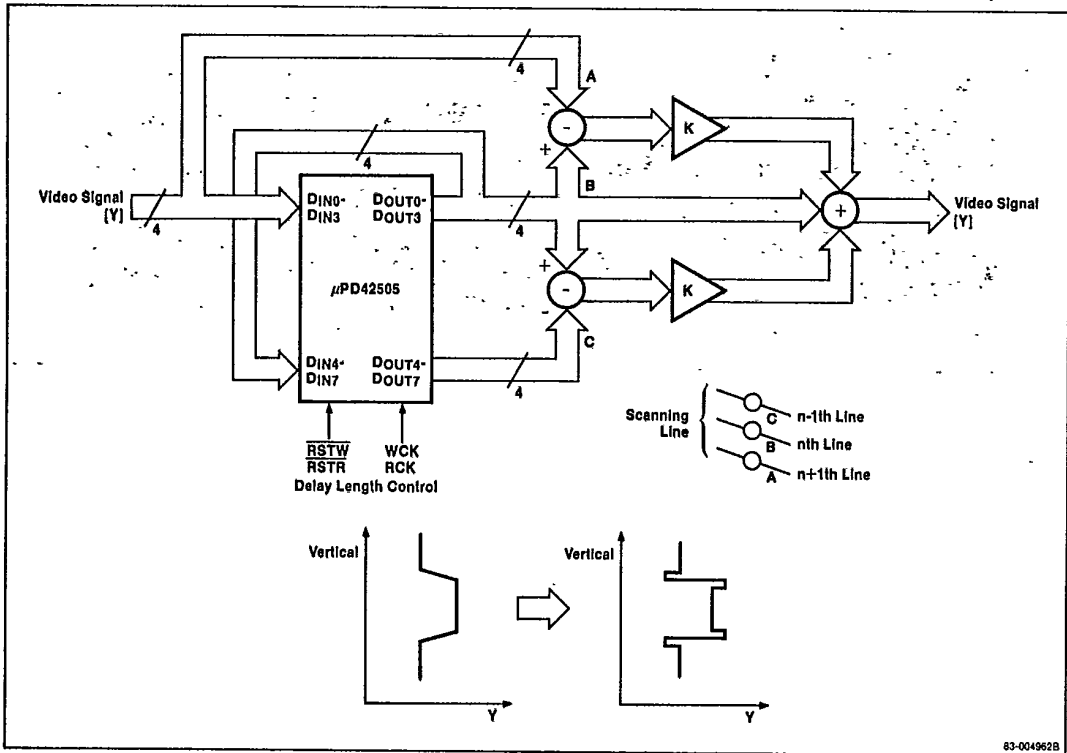 4
A
-
-
K
+
4
Video Signal
[Y]
4
DIN0-
DIN3
DOUT0-
DOUT3
4
B
+
Video Signal
[Y]
µPD42505
+
-
K
-
C
DIN4-
DIN7
DOUT4-
DOUT7
4
RSTW
RSTR
WCK
RCK
Delay Length Control
Scanning
Line
C
n-1th Line
B
nth Line
A
n+1th Line
Vertical
Y
Vertical
Y
83-004962B